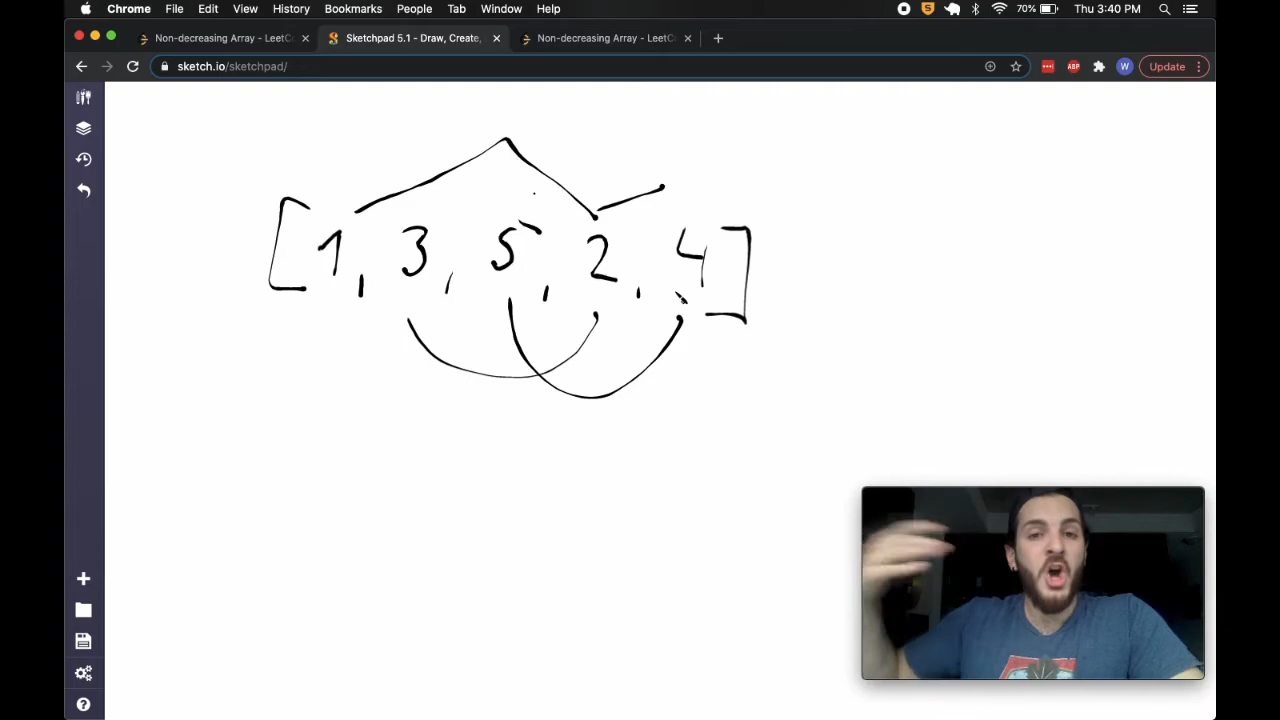 Chrome File Edit View History Bookmarks People Tab Window Help 70% Thu 3:40 PM
Non-decreasing Array - LeetC Sketchpad 5.1 - Draw, Create, Non-decreasing Array - LeetC
sketch.io/sketchpad/ ABP W Update
[1, 3, 5, 2, 4]